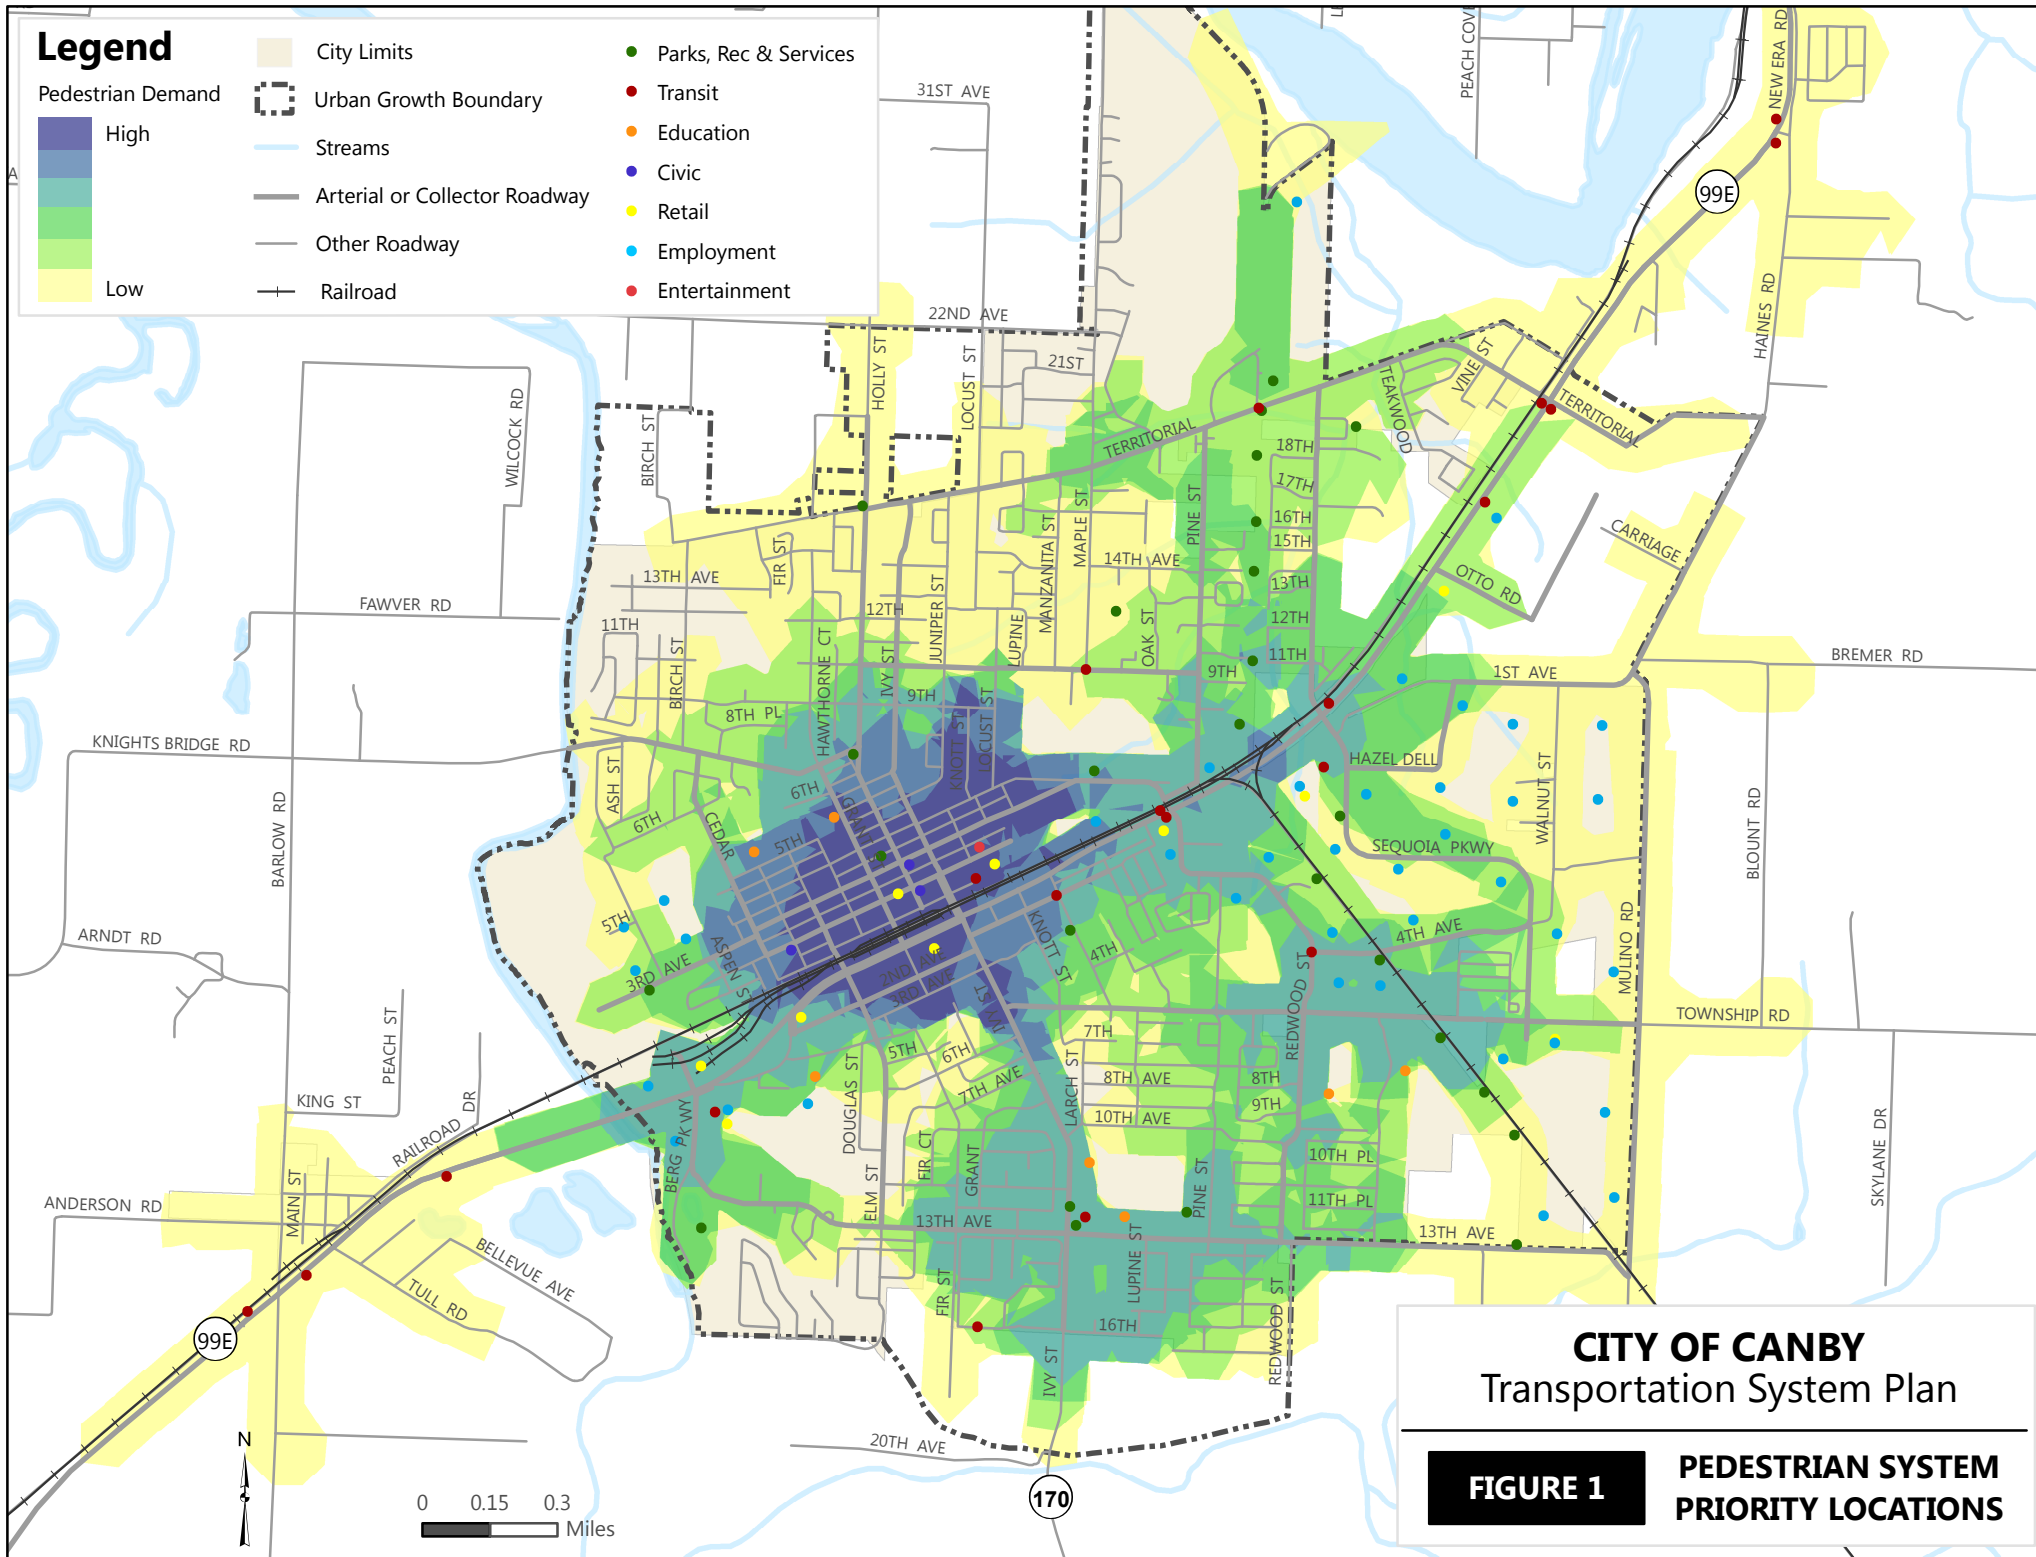 Legend
Pedestrian Demand
High
Low
City Limits
Urban Growth Boundary
Streams
Arterial or Collector Roadway
Other Roadway
Railroad
Parks, Rec & Services
Transit
Education
Civic
Retail
Employment
Entertainment
31ST AVE
PEACH COV
NEW ERA RD
99E
HAINES RD
22ND AVE
21ST
HOLLY ST
LOCUST ST
WILCOCK RD
BIRCH ST
TERRITORIAL
TEAKWOOD
VINE ST
TERRITORIAL
18TH
17TH
16TH
15TH
13TH
12TH
11TH
PINE ST
MAPLE ST
MANZANITA ST
14TH AVE
OAK ST
9TH
CARRIAGE
OTTO RD
FIR ST
13TH AVE
FAWVER RD
11TH
12TH
JUNIPER ST
LUPINE
HAWTHORNE CT
IVY ST
BIRCH ST
8TH PL
9TH
KNOTT ST
LOCUST ST
1ST AVE
BREMER RD
KNIGHTS BRIDGE RD
ASH ST
6TH
CEDAR
6TH
GRANT
5TH
HAZEL DELL
WALNUT ST
BLOUNT RD
BARLOW RD
SEQUOIA PKWY
ARNDT RD
5TH
3RD AVE
ASPEN ST
2ND AVE
3RD AVE
IVY ST
KNOTT ST
4TH
4TH AVE
REDWOOD ST
MULINO RD
TOWNSHIP RD
PEACH ST
KING ST
RAILROAD DR
5TH
6TH
7TH AVE
7TH
8TH AVE
10TH AVE
LARCH ST
8TH
9TH
10TH PL
11TH PL
DOUGLAS ST
BERG PKWY
ELM ST
FIR CT
GRANT
PINE ST
SKYLANE DR
ANDERSON RD
MAIN ST
BELLEVUE AVE
TULL RD
13TH AVE
13TH AVE
FIR ST
LUPINE ST
16TH
IVY ST
REDWOOD ST
20TH AVE
99E
170
N
0 0.15 0.3
Miles
CITY OF CANBY
Transportation System Plan
FIGURE 1
PEDESTRIAN SYSTEM
PRIORITY LOCATIONS